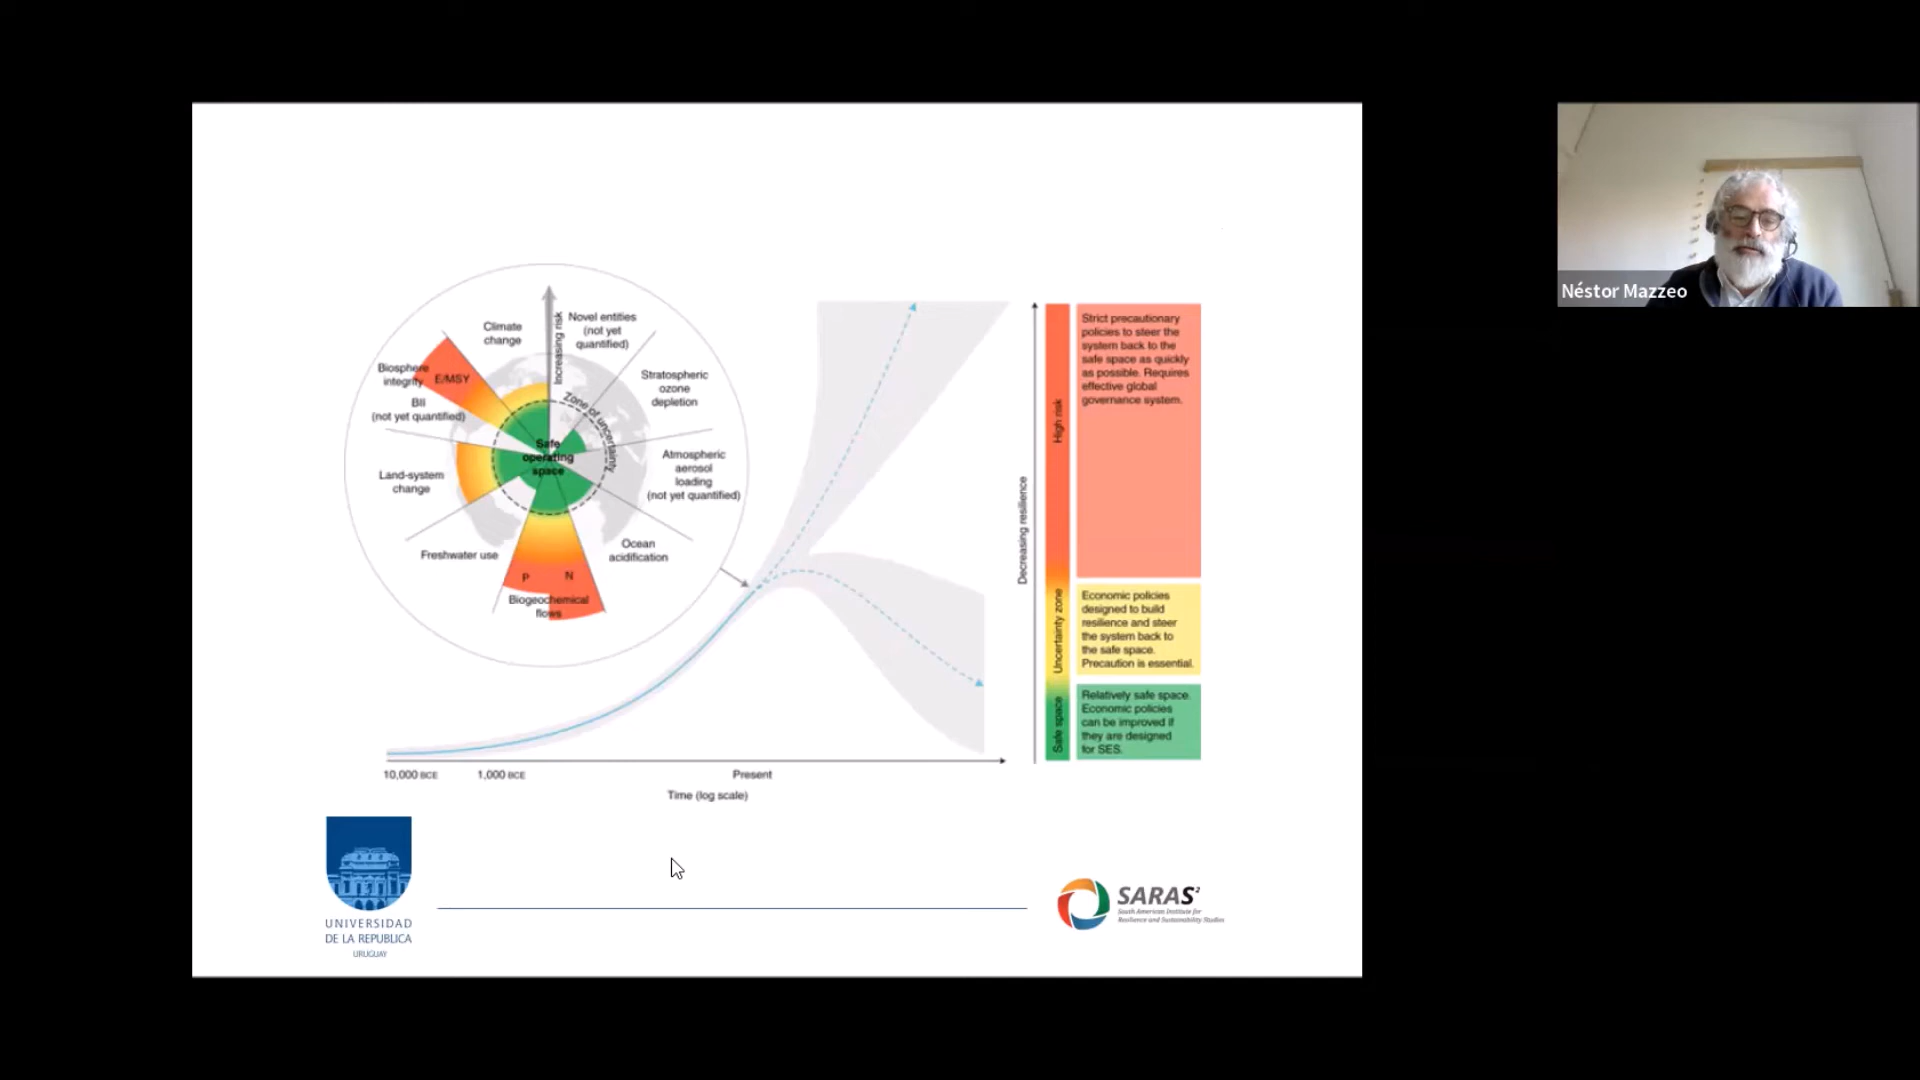 Climate
change
Increasing risk
Novel entities
(not yet
quantified)
Biosphere
integrity
E/MSY
BII
(not yet quantified)
Zone of uncertainty
Stratospheric
ozone
depletion
Safe
operating
space
Atmospheric
aerosol
loading
(not yet quantified)
Land-system
change
Freshwater use
Ocean
acidification
P
N
Biogeochemical
flows
10,000 BCE
1,000 BCE
Present
Time (log scale)
Decreasing resilience
High risk
Uncertainty zone
Safe space
Strict precautionary
policies to steer the
system back to the
safe space as quickly
as possible. Requires
effective global
governance system.
Economic policies
designed to build
resilience and steer
the system back to
the safe space.
Precaution is essential.
Relatively safe space.
Economic policies
can be improved if
they are designed
for SES.
UNIVERSIDAD
DE LA REPUBLICA
URUGUAY
SARAS²
South American Institute for
Resilience and Sustainability Studies
Néstor Mazzeo